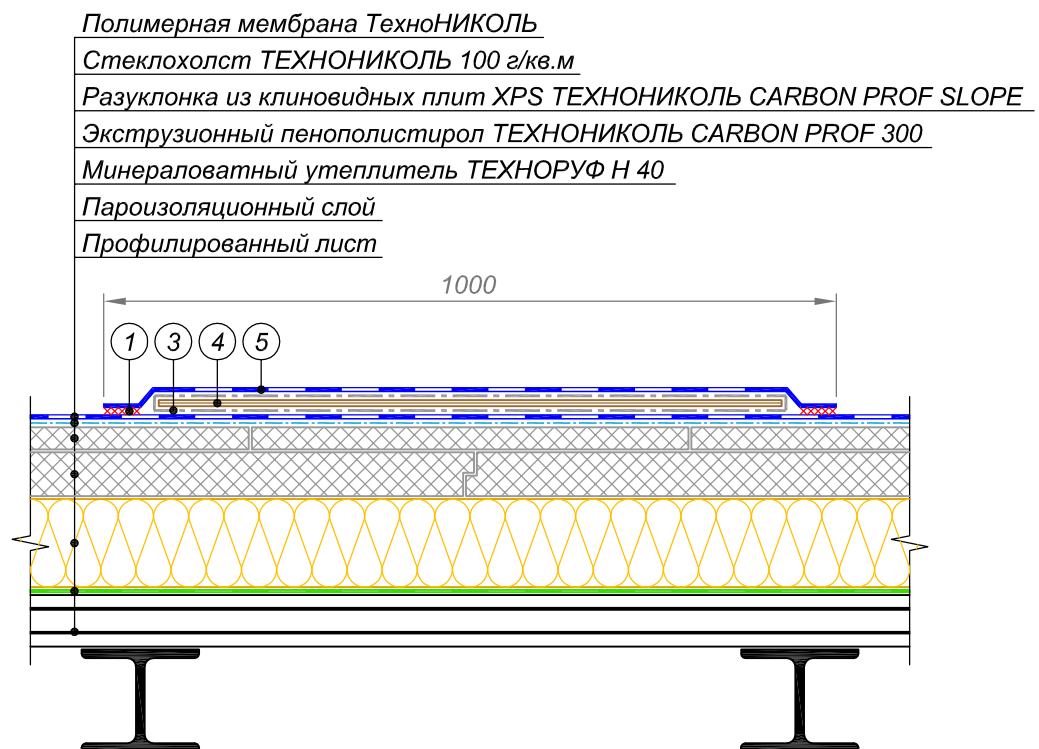 Полимерная мембрана ТехноНИКОЛЬ
Стеклохолст ТЕХНОНИКОЛЬ 100 г/кв.м
Разуклонка из клиновидных плит XPS ТЕХНОНИКОЛЬ CARBON PROF SLOPE
Экструзионный пенополистирол ТЕХНОНИКОЛЬ CARBON PROF 300
Минераловатный утеплитель ТЕХНОРУФ Н 40
Пароизоляционный слой
Профилированный лист
1000
1 3 4 5